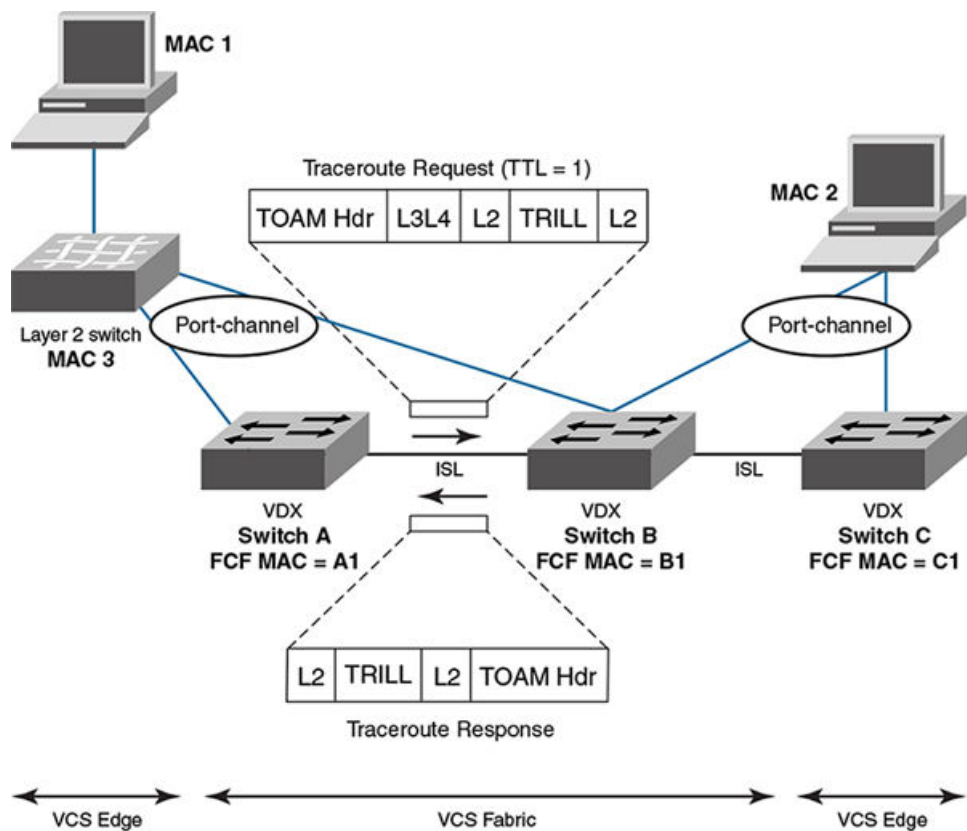 MAC 1
Traceroute Request (TTL = 1)
TOAM Hdr L3L4 L2 TRILL L2
MAC 2
Layer 2 switch
MAC 3
Port-channel
Port-channel
ISL
ISL
VDX
Switch A
FCF MAC = A1
VDX
Switch B
FCF MAC = B1
VDX
Switch C
FCF MAC = C1
L2 TRILL L2 TOAM Hdr
Traceroute Response
VCS Edge
VCS Fabric
VCS Edge